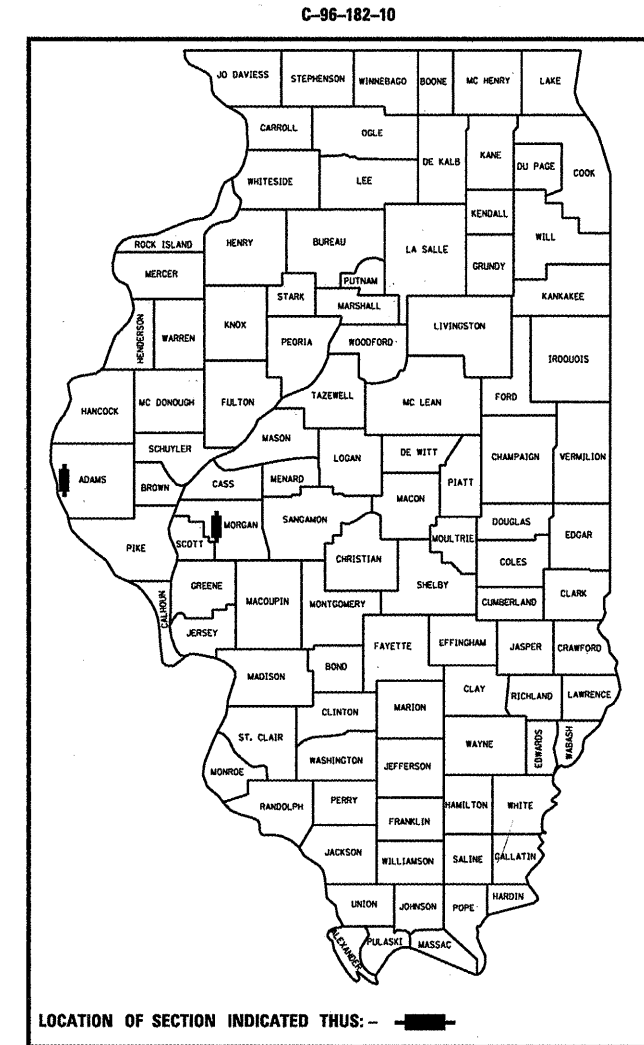 C-96-182-10
JO DAVIESS STEPHENSON WINNEBAGO BOONE MC HENRY LAKE
CARROLL OGLE DE KALB KANE DU PAGE COOK
WHITESIDE LEE KENDALL WILL
ROCK ISLAND HENRY BUREAU LA SALLE GRUNDY
MERCER PUTNAM KANKAKEE
STARK MARSHALL LIVINGSTON
HENDERSON WARREN KNOX PEORIA WOODFORD IROQUOIS
HANCOCK MC DONOUGH FULTON TAZEWELL MC LEAN FORD
MASON
SCHUYLER LOGAN DE WITT CHAMPAIGN VERMILION
ADAMS BROWN CASS MENARD MACON PIATT
PIKE SCOTT MORGAN SANGAMON MOULTRIE DOUGLAS EDGAR
CHRISTIAN COLES
CALHOUN GREENE MACOUPIN MONTGOMERY SHELBY CUMBERLAND CLARK
JERSEY FAYETTE EFFINGHAM JASPER CRAWFORD
MADISON BOND CLAY RICHLAND LAWRENCE
CLINTON MARION
ST. CLAIR WAYNE EDWARDS WABASH
MONROE WASHINGTON JEFFERSON
RANDOLPH PERRY HAMILTON WHITE
FRANKLIN
JACKSON WILLIAMSON SALINE GALLATIN
UNION JOHNSON POPE HARDIN
ALEXANDER PULASKI MASSAC
LOCATION OF SECTION INDICATED THUS: -